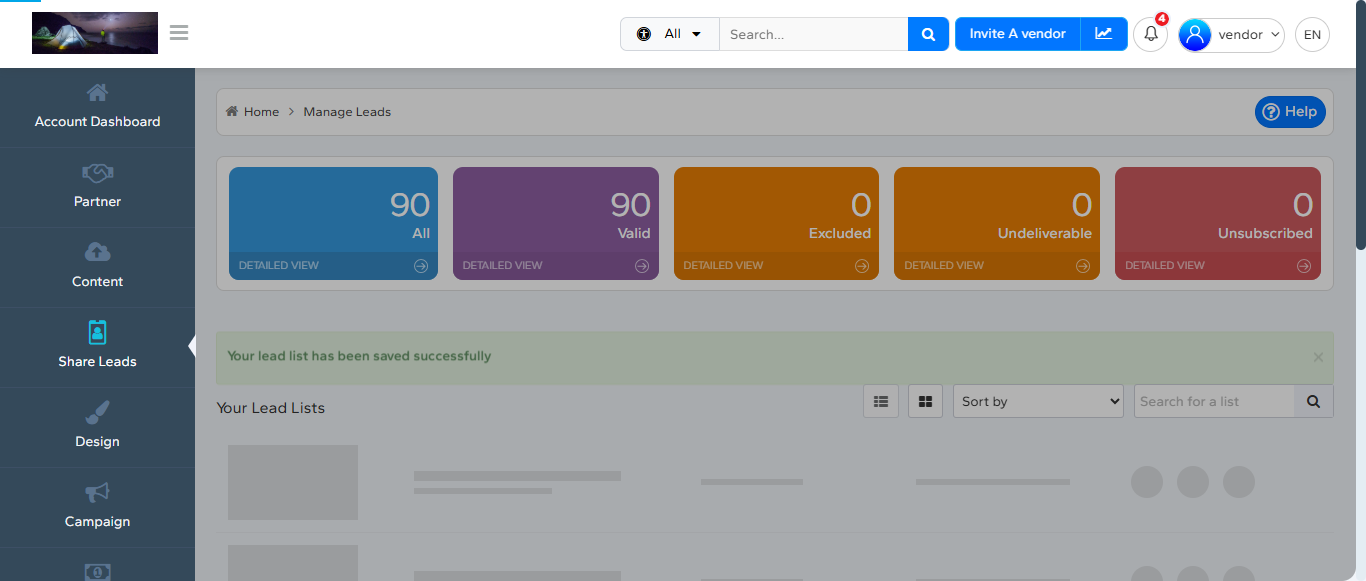 All
Search...
Invite A vendor
4
vendor
EN
Account Dashboard
Partner
Content
Share Leads
Design
Campaign
1
Home > Manage Leads
Help
90
All
DETAILED VIEW
90
Valid
DETAILED VIEW
0
Excluded
DETAILED VIEW
0
Undeliverable
DETAILED VIEW
0
Unsubscribed
DETAILED VIEW
Your lead list has been saved successfully
×
Your Lead Lists
Sort by
Search for a list